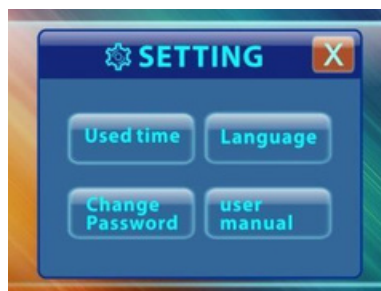 SETTING
X
Used time
Language
Change
Password
user
manual